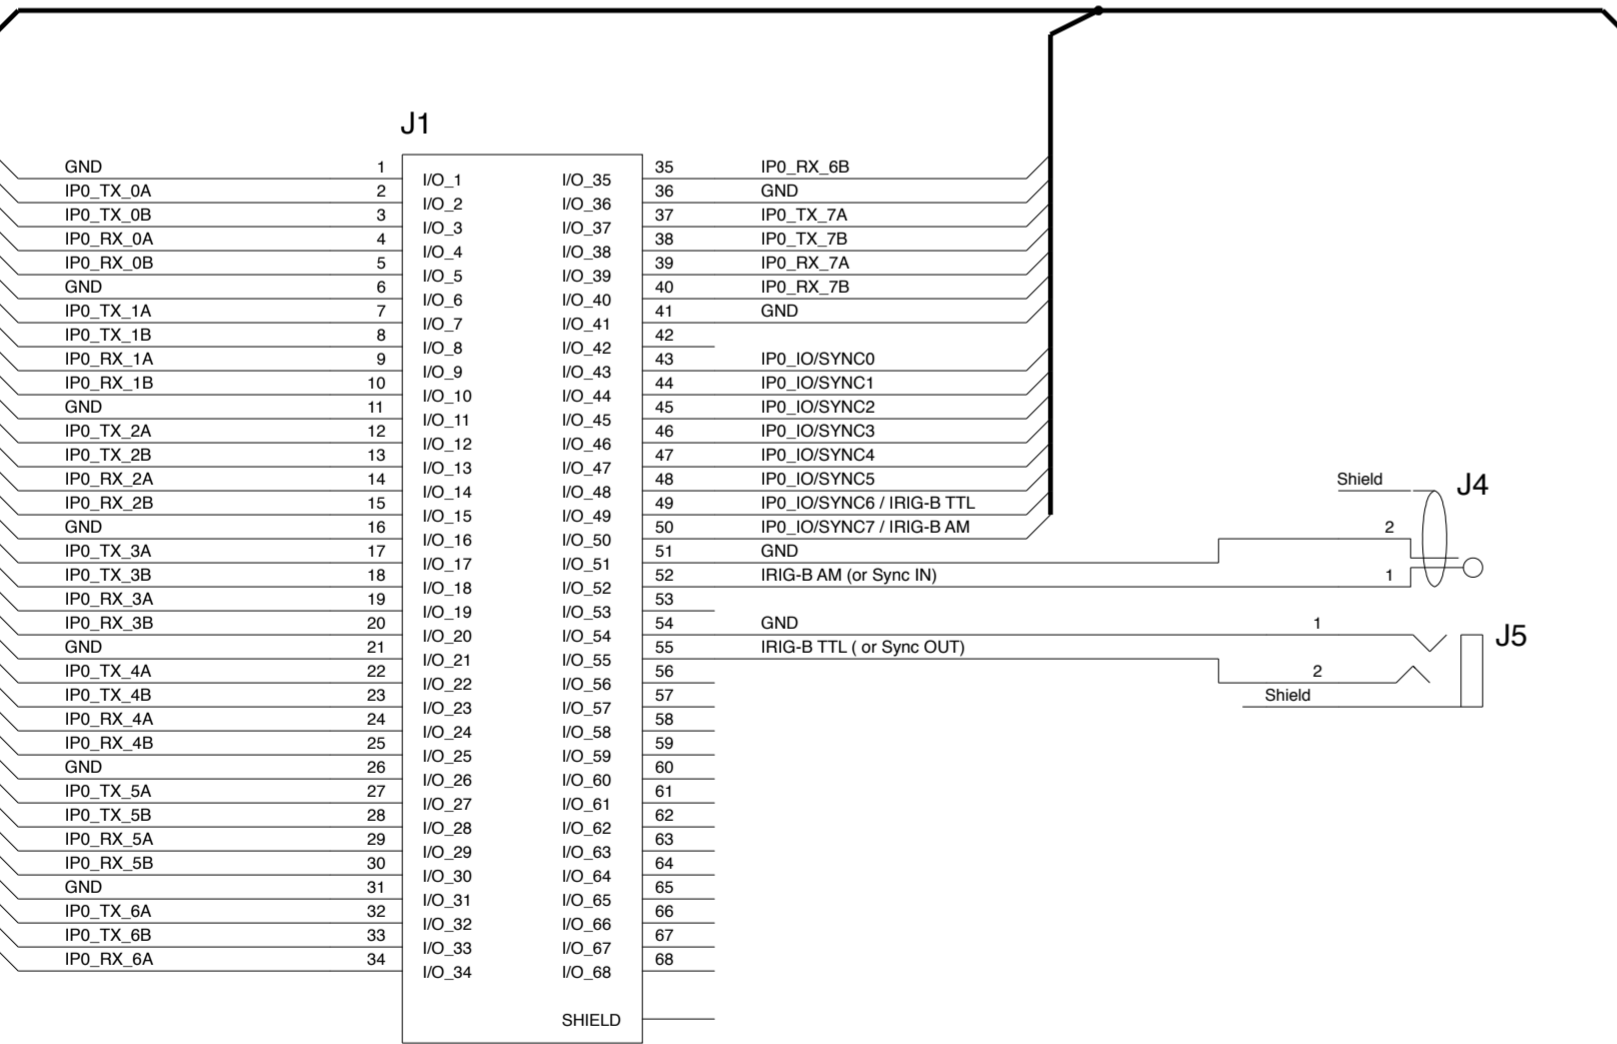 J1
GND 1 I/O_1 I/O_35 35 IP0_RX_6B
IP0_TX_0A 2 I/O_2 I/O_36 36 GND
IP0_TX_0B 3 I/O_3 I/O_37 37 IP0_TX_7A
IP0_RX_0A 4 I/O_4 I/O_38 38 IP0_TX_7B
IP0_RX_0B 5 I/O_5 I/O_39 39 IP0_RX_7A
GND 6 I/O_6 I/O_40 40 IP0_RX_7B
IP0_TX_1A 7 I/O_7 I/O_41 41 GND
IP0_TX_1B 8 I/O_8 I/O_42 42
IP0_RX_1A 9 I/O_9 I/O_43 43 IP0_IO/SYNC0
IP0_RX_1B 10 I/O_10 I/O_44 44 IP0_IO/SYNC1
GND 11 I/O_11 I/O_45 45 IP0_IO/SYNC2
IP0_TX_2A 12 I/O_12 I/O_46 46 IP0_IO/SYNC3
IP0_TX_2B 13 I/O_13 I/O_47 47 IP0_IO/SYNC4
IP0_RX_2A 14 I/O_14 I/O_48 48 IP0_IO/SYNC5 Shield J4
IP0_RX_2B 15 I/O_15 I/O_49 49 IP0_IO/SYNC6 / IRIG-B TTL
GND 16 I/O_16 I/O_50 50 IP0_IO/SYNC7 / IRIG-B AM 2
IP0_TX_3A 17 I/O_17 I/O_51 51 GND
IP0_TX_3B 18 I/O_18 I/O_52 52 IRIG-B AM (or Sync IN) 1
IP0_RX_3A 19 I/O_19 I/O_53 53
IP0_RX_3B 20 I/O_20 I/O_54 54 GND 1 J5
GND 21 I/O_21 I/O_55 55 IRIG-B TTL ( or Sync OUT)
IP0_TX_4A 22 I/O_22 I/O_56 56 2
IP0_TX_4B 23 I/O_23 I/O_57 57 Shield
IP0_RX_4A 24 I/O_24 I/O_58 58
IP0_RX_4B 25 I/O_25 I/O_59 59
GND 26 I/O_26 I/O_60 60
IP0_TX_5A 27 I/O_27 I/O_61 61
IP0_TX_5B 28 I/O_28 I/O_62 62
IP0_RX_5A 29 I/O_29 I/O_63 63
IP0_RX_5B 30 I/O_30 I/O_64 64
GND 31 I/O_31 I/O_65 65
IP0_TX_6A 32 I/O_32 I/O_66 66
IP0_TX_6B 33 I/O_33 I/O_67 67
IP0_RX_6A 34 I/O_34 I/O_68 68
SHIELD